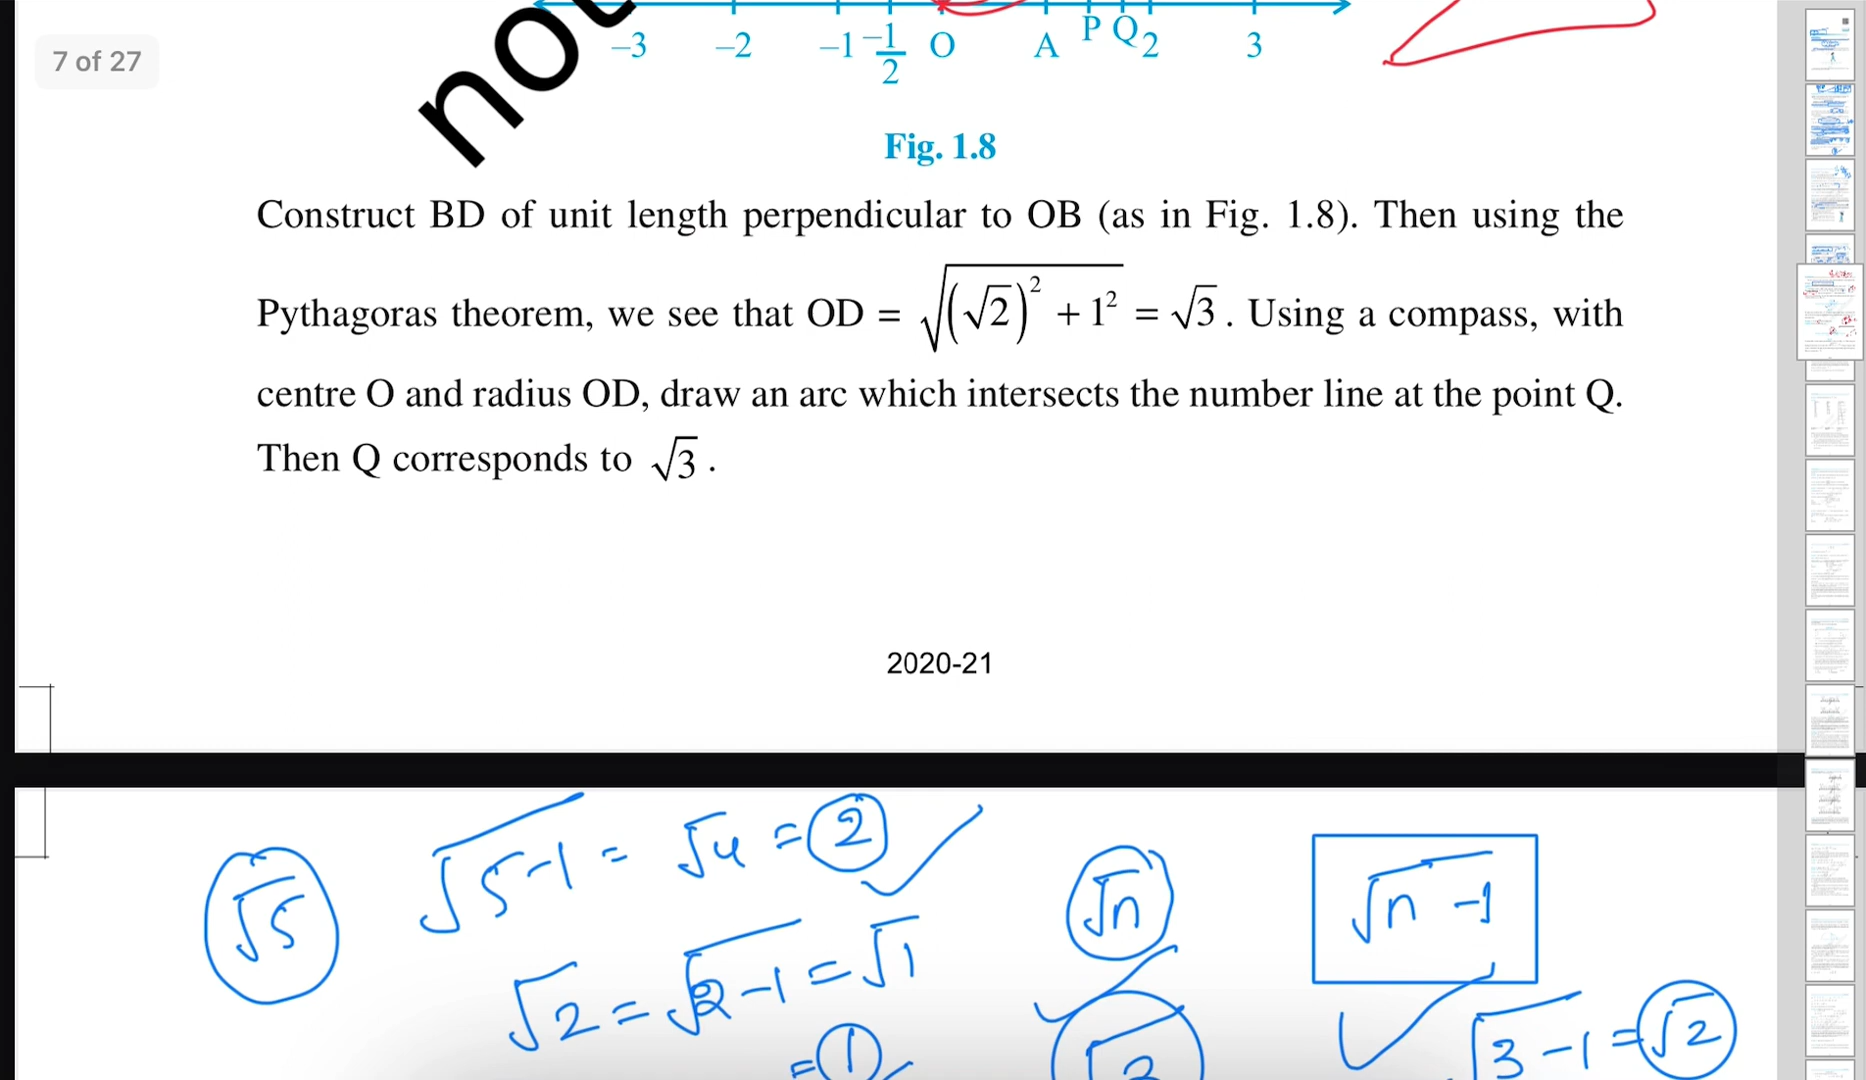 7 of 27
not
–3 –2 –1 –1/2 O A P Q 2 3
Fig. 1.8
Construct BD of unit length perpendicular to OB (as in Fig. 1.8). Then using the
Pythagoras theorem, we see that OD = √((√2)² + 1²) = √3 . Using a compass, with
centre O and radius OD, draw an arc which intersects the number line at the point Q.
Then Q corresponds to √3 .
2020-21
√5 √5-1 = √4 = 2 √n √n -1
√2 = √2-1 = √1
= 1 √3-1 = √2